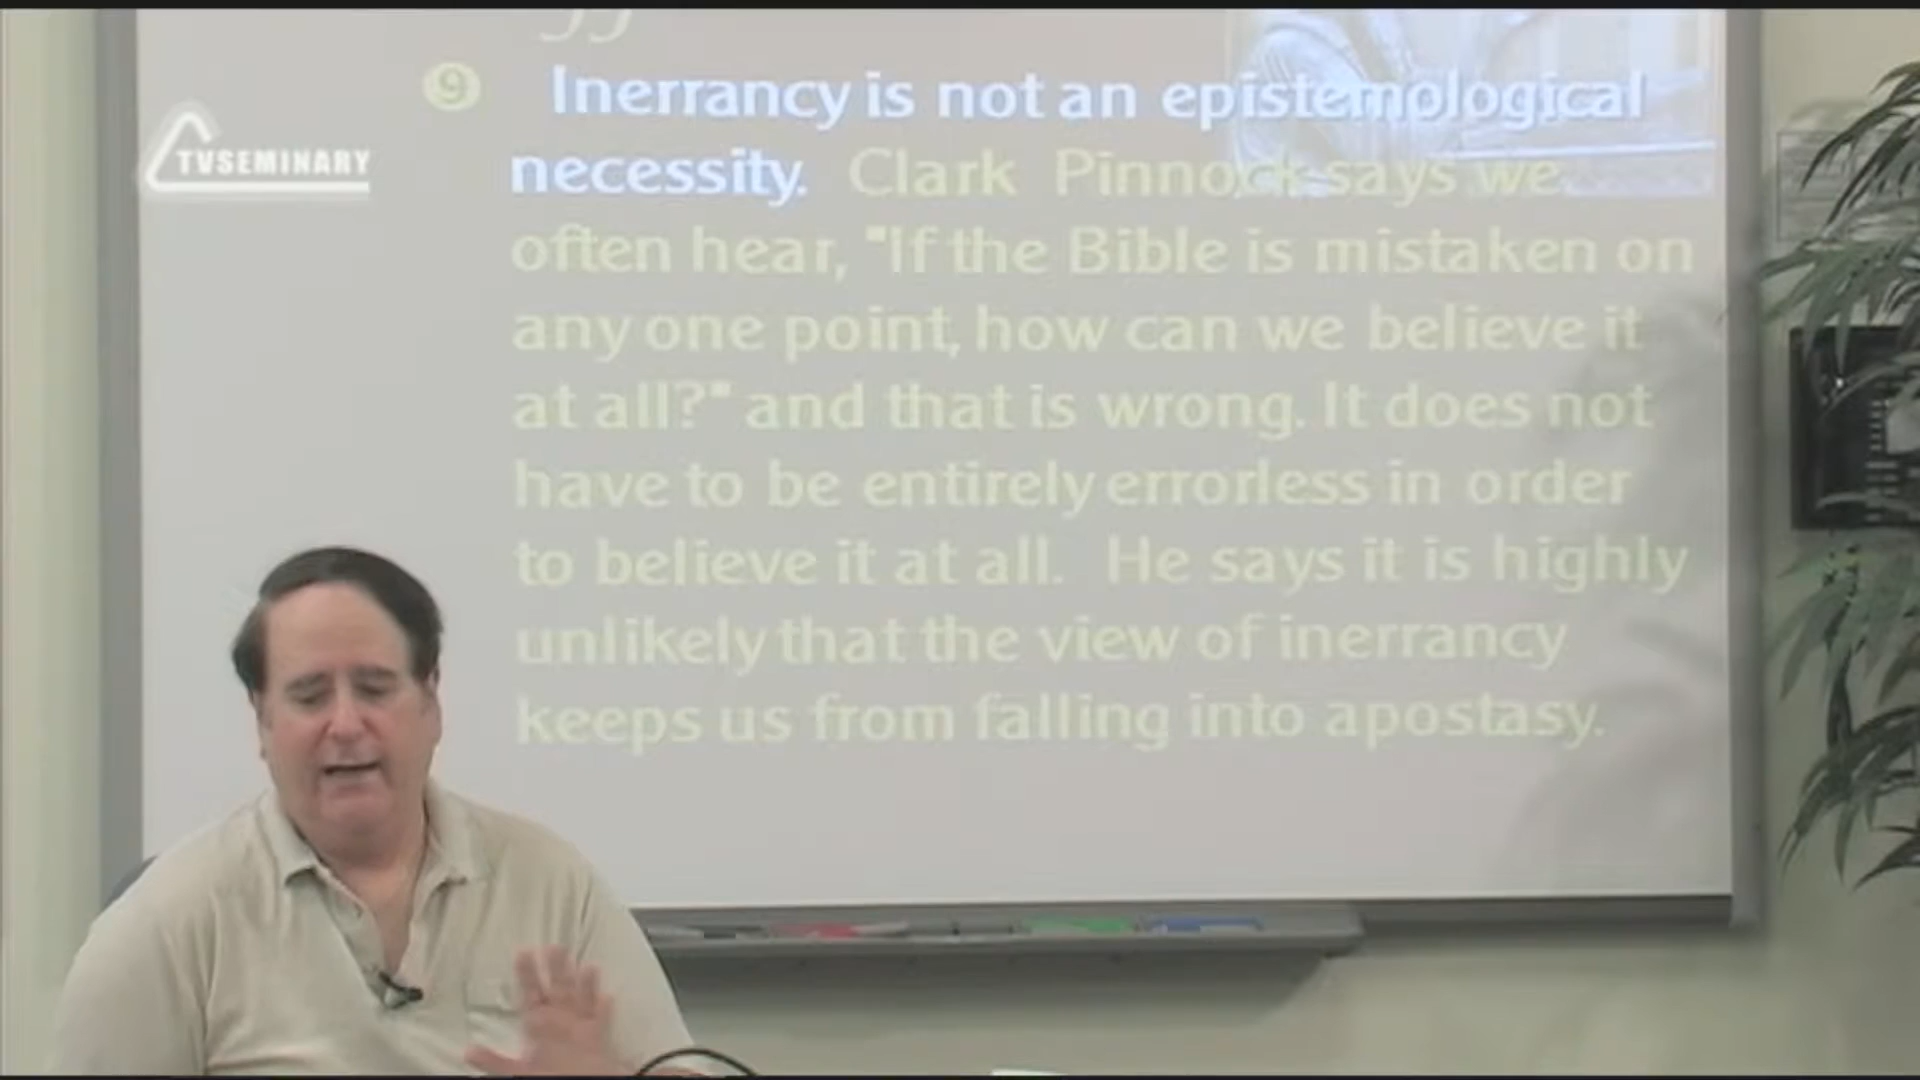 9 Inerrancy is not an epistemological
necessity. Clark Pinnock says we
often hear, "If the Bible is mistaken on
any one point, how can we believe it
at all?" and that is wrong. It does not
have to be entirely errorless in order
to believe it at all. He says it is highly
unlikely that the view of inerrancy
keeps us from falling into apostasy.
TVSEMINARY